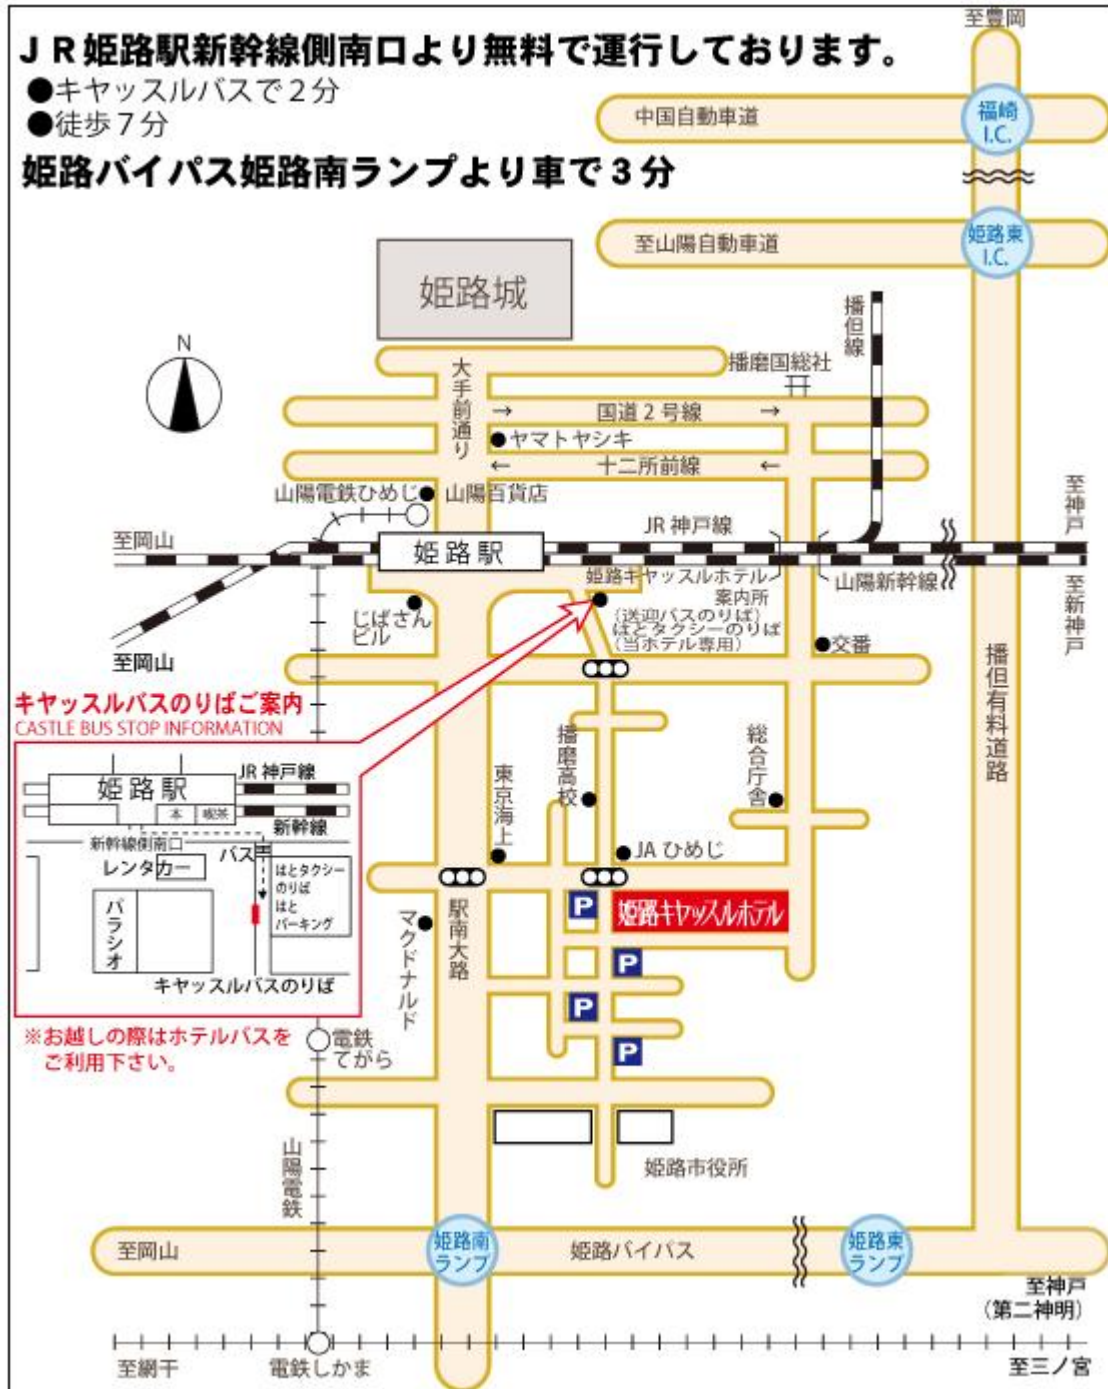 ＪＲ姫路駅新幹線側南口より無料で運行しております。
●キヤッスルバスで２分
●徒歩７分
姫路バイパス姫路南ランプより車で３分
至豊岡
中国自動車道
福崎
I.C.
至山陽自動車道
姫路東
I.C.
姫路城
N
大手前通り
播磨国総社
播但線
→ 国道２号線 →
●ヤマトヤシキ
← 十二所前線 ←
山陽電鉄ひめじ
山陽百貨店
至神戸
JR 神戸線
至岡山
姫路駅
山陽新幹線
至新神戸
姫路キヤッスルホテル
案内所
(送迎バスのりば)
はとタクシーのりば
(当ホテル専用)
じばさん
ビル
交番
至岡山
播但有料道路
キヤッスルバスのりばご案内
CASTLE BUS STOP INFORMATION
姫路駅
JR 神戸線
本
喫茶
新幹線
新幹線側南口
バス
レンタカー
はとタクシー
のりば
はと
パーキング
パラシオ
キヤッスルバスのりば
※お越しの際はホテルバスを
ご利用下さい。
播磨高校
総合庁舎
東京海上
JA ひめじ
P
姫路キヤッスルホテル
駅南大路
マクドナルド
P
P
P
電鉄
てがら
姫路市役所
山陽電鉄
至岡山
姫路南
ランプ
姫路バイパス
姫路東
ランプ
至神戸
(第二神明)
至網干
電鉄しかま
至三ノ宮